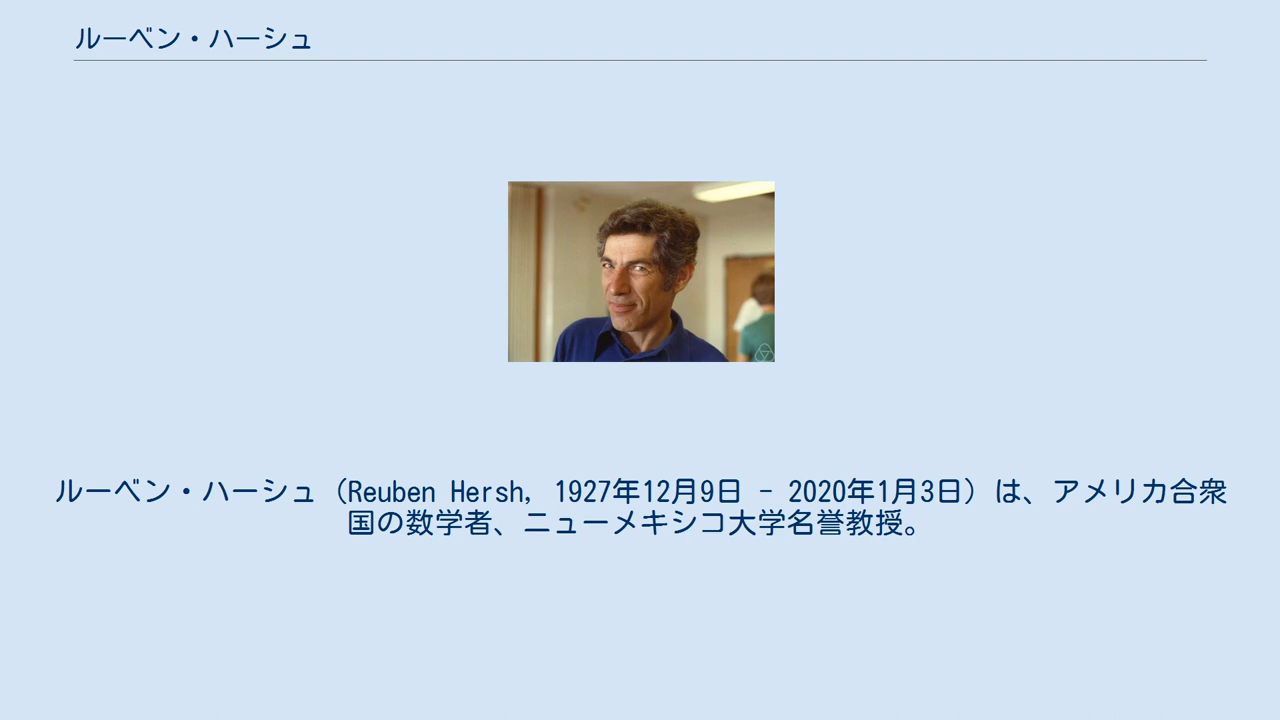 ルーベン・ハーシュ
ルーベン・ハーシュ（Reuben Hersh, 1927年12月9日 - 2020年1月3日）は、アメリカ合衆
国の数学者、ニューメキシコ大学名誉教授。